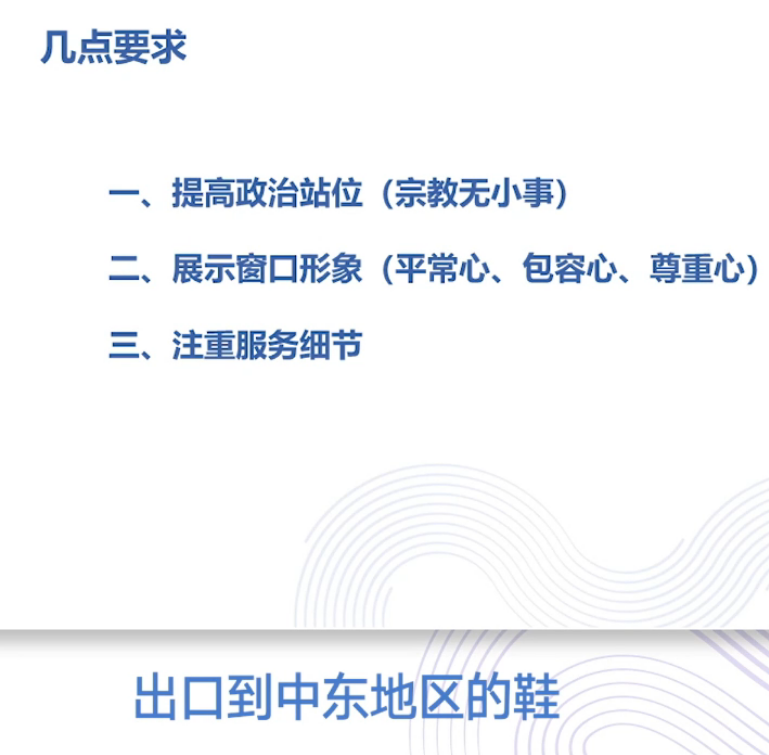 几点要求
一、提高政治站位（宗教无小事）
二、展示窗口形象（平常心、包容心、尊重心）
三、注重服务细节
出口到中东地区的鞋